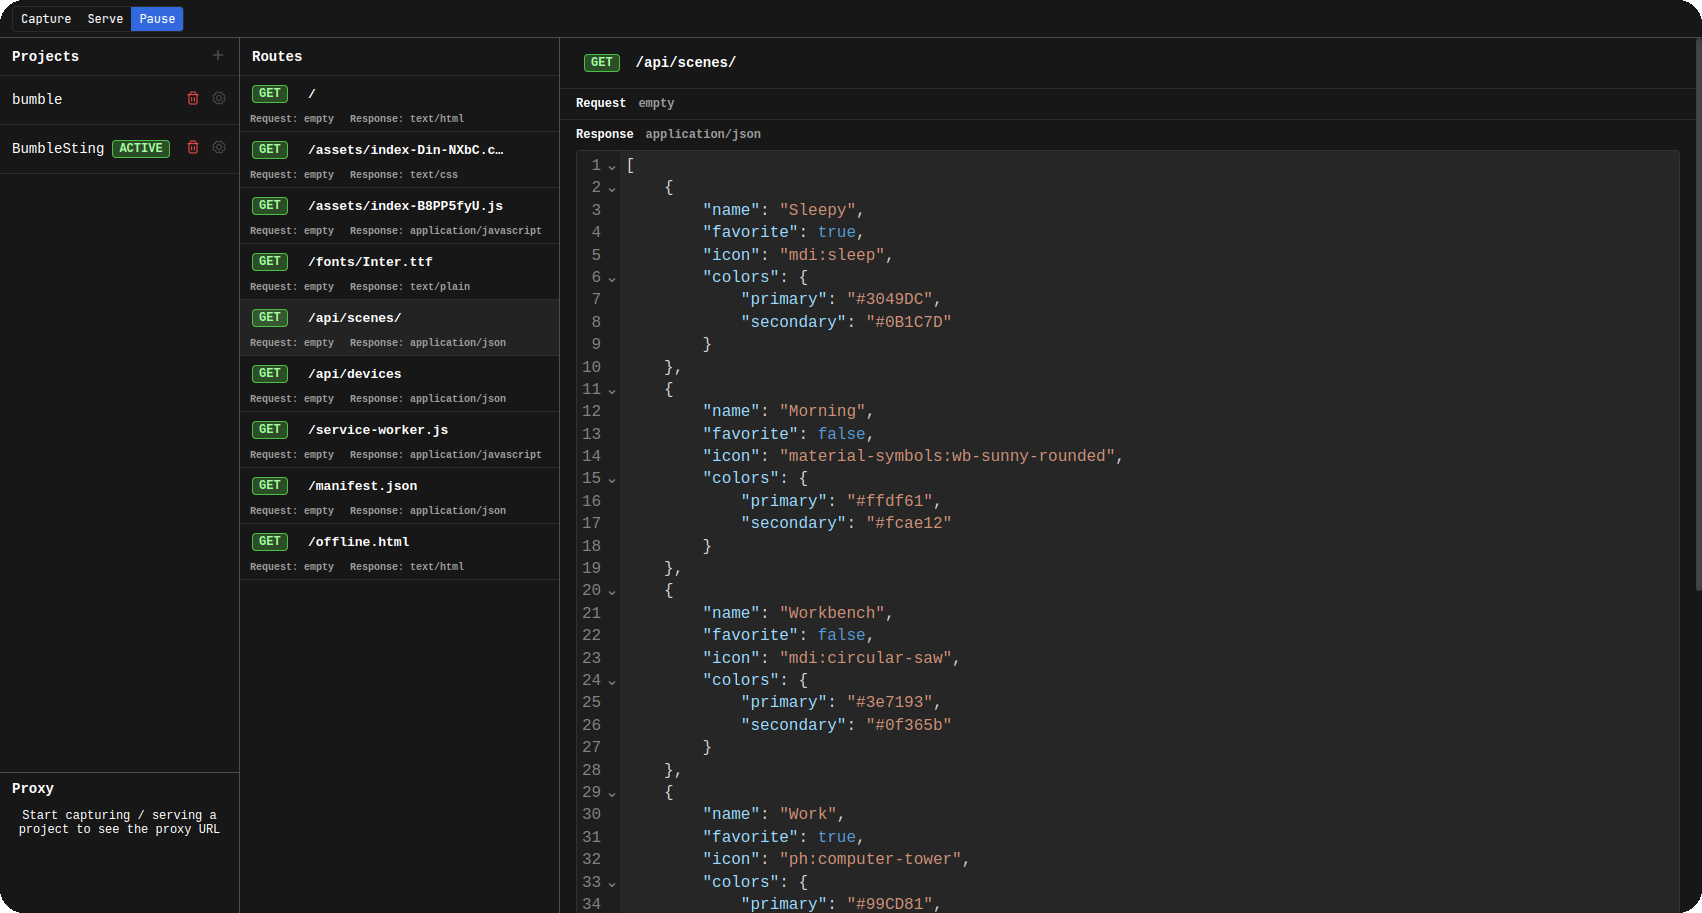 Capture Serve Pause
Projects +
bumble
BumbleSting ACTIVE
Proxy
Start capturing / serving a
project to see the proxy URL
Routes
GET /
Request: empty Response: text/html
GET /assets/index-Din-NXbC.c…
Request: empty Response: text/css
GET /assets/index-B8PP5fyU.js
Request: empty Response: application/javascript
GET /fonts/Inter.ttf
Request: empty Response: text/plain
GET /api/scenes/
Request: empty Response: application/json
GET /api/devices
Request: empty Response: application/json
GET /service-worker.js
Request: empty Response: application/javascript
GET /manifest.json
Request: empty Response: application/json
GET /offline.html
Request: empty Response: text/html
GET /api/scenes/
Request empty
Response application/json
1 [
2 {
3 "name": "Sleepy",
4 "favorite": true,
5 "icon": "mdi:sleep",
6 "colors": {
7 "primary": "#3049DC",
8 "secondary": "#0B1C7D"
9 }
10 },
11 {
12 "name": "Morning",
13 "favorite": false,
14 "icon": "material-symbols:wb-sunny-rounded",
15 "colors": {
16 "primary": "#ffdf61",
17 "secondary": "#fcae12"
18 }
19 },
20 {
21 "name": "Workbench",
22 "favorite": false,
23 "icon": "mdi:circular-saw",
24 "colors": {
25 "primary": "#3e7193",
26 "secondary": "#0f365b"
27 }
28 },
29 {
30 "name": "Work",
31 "favorite": true,
32 "icon": "ph:computer-tower",
33 "colors": {
34 "primary": "#99CD81",